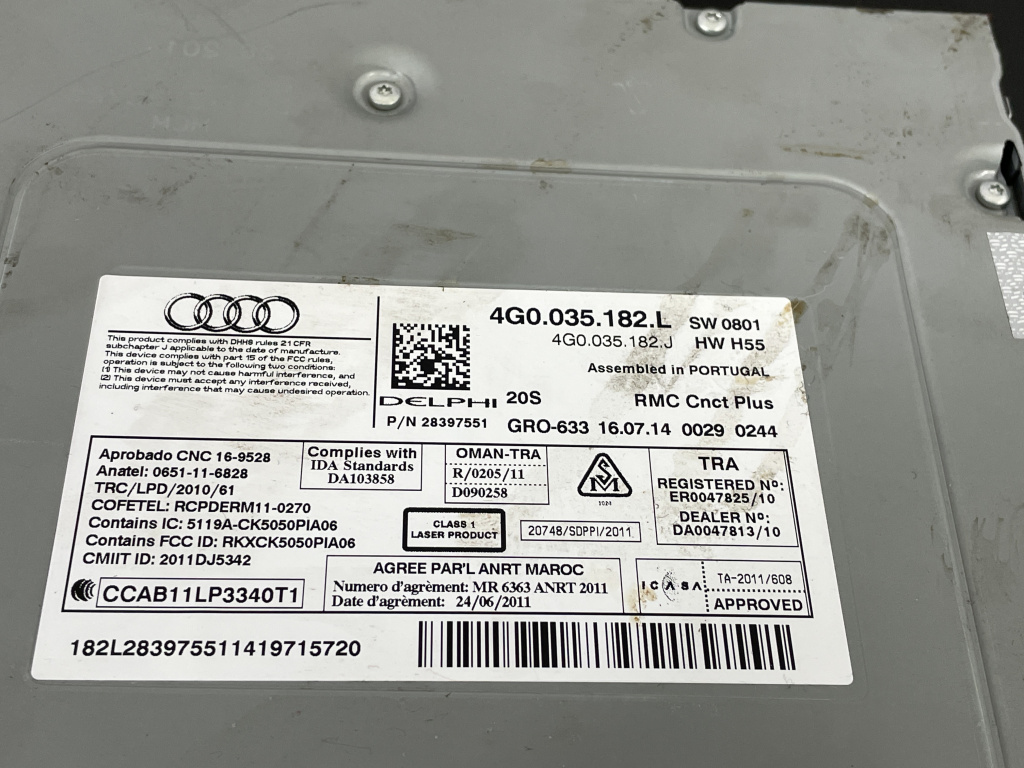 This product complies with DHHS rules 21 CFR
subchapter J applicable to the date of manufacture.
This device complies with part 15 of the FCC rules,
operation is subject to the following two conditions:
(1) This device may not cause harmful interference, and
(2) This device must accept any interference received,
including interference that may cause undesired operation.
DELPHI 20S
P/N 28397551
4G0.035.182.L SW 0801
4G0.035.182.J HW H55
Assembled in PORTUGAL
RMC Cnct Plus
GRO-633 16.07.14 0029 0244
Aprobado CNC 16-9528
Anatel: 0651-11-6828
TRC/LPD/2010/61
COFETEL: RCPDERM11-0270
Contains IC: 5119A-CK5050PIA06
Contains FCC ID: RKXCK5050PIA06
CMIIT ID: 2011DJ5342
CCAB11LP3340T1
Complies with
IDA Standards
DA103858
OMAN-TRA
R/0205/11
D090258
CLASS 1
LASER PRODUCT
SM
1024
20748/SDPPI/2011
TRA
REGISTERED Nº:
ER0047825/10
DEALER Nº:
DA0047813/10
AGREE PAR'L ANRT MAROC
Numero d'agrèment: MR 6363 ANRT 2011
Date d'agrèment: 24/06/2011
ICASA
TA-2011/608
APPROVED
182L283975511419715720